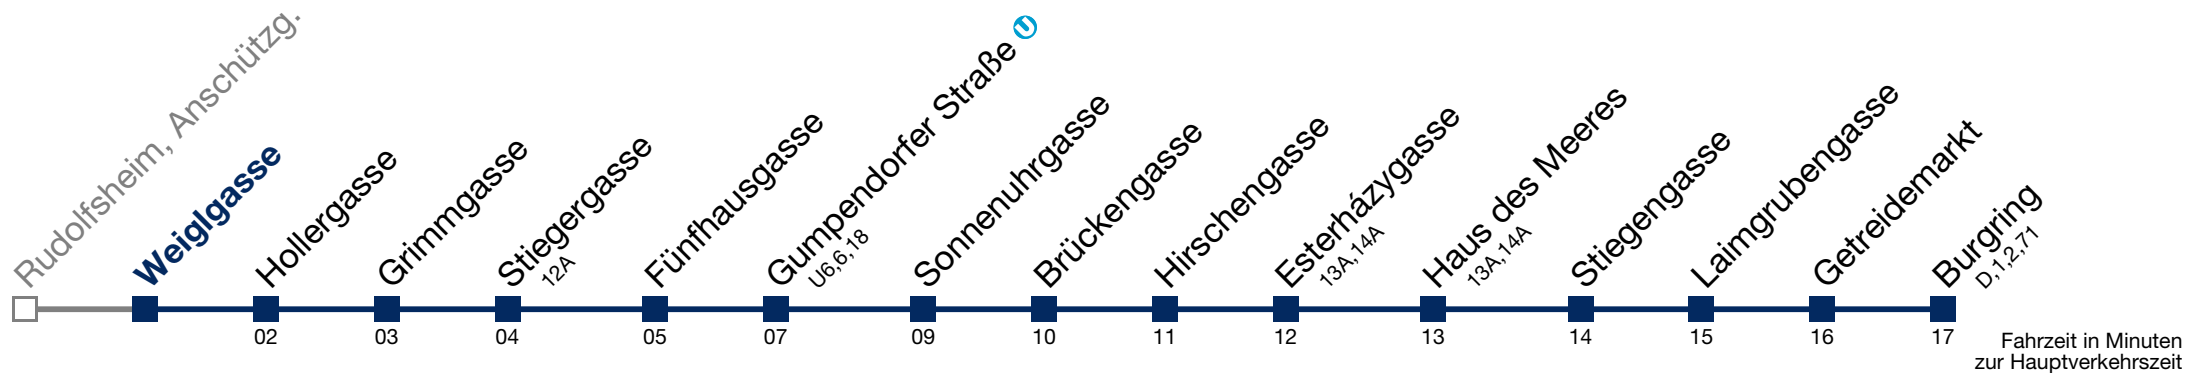 Rudolfsheim, Anschützg.
Weiglgasse
Hollergasse
Grimmgasse
Stiegergasse
12A
Fünfhausgasse
Gumpendorfer Straße U
U6,6,18
Sonnenuhrgasse
Brückengasse
Hirschengasse
Esterházygasse
13A,14A
Haus des Meeres
13A,14A
Stiegengasse
Laimgrubengasse
Getreidemarkt
Burgring
D,1,2,71
02 03 04 05 07 09 10 11 12 13 14 15 16 17
Fahrzeit in Minuten
zur Hauptverkehrszeit